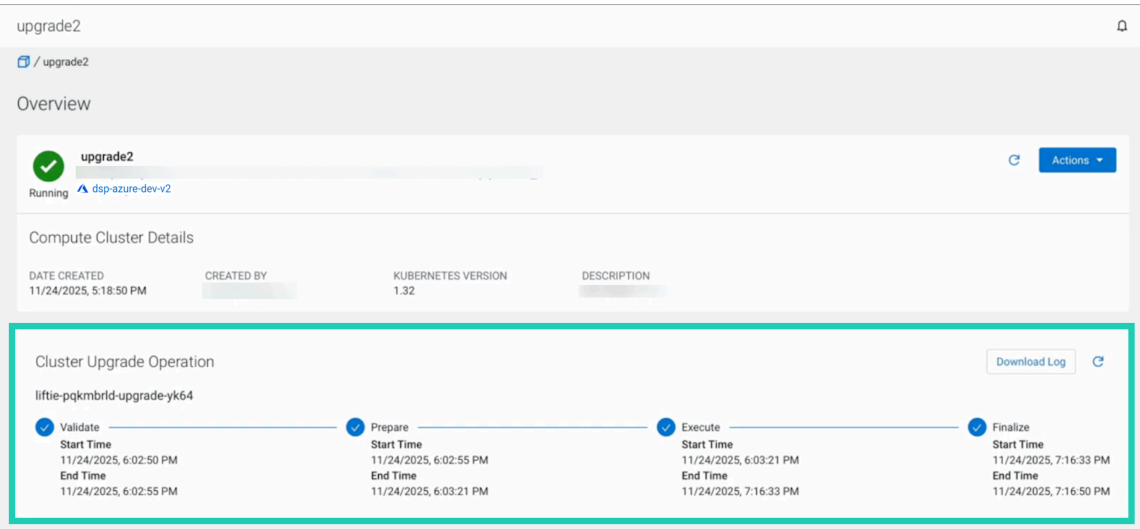 upgrade2
/ upgrade2
Overview
upgrade2
Running
dsp-azure-dev-v2
Actions
Compute Cluster Details
DATE CREATED CREATED BY KUBERNETES VERSION DESCRIPTION
11/24/2025, 5:18:50 PM 1.32
Cluster Upgrade Operation
Download Log
liftie-pqkmbrld-upgrade-yk64
Validate Prepare Execute Finalize
Start Time Start Time Start Time Start Time
11/24/2025, 6:02:50 PM 11/24/2025, 6:02:55 PM 11/24/2025, 6:03:21 PM 11/24/2025, 7:16:33 PM
End Time End Time End Time End Time
11/24/2025, 6:02:55 PM 11/24/2025, 6:03:21 PM 11/24/2025, 7:16:33 PM 11/24/2025, 7:16:50 PM